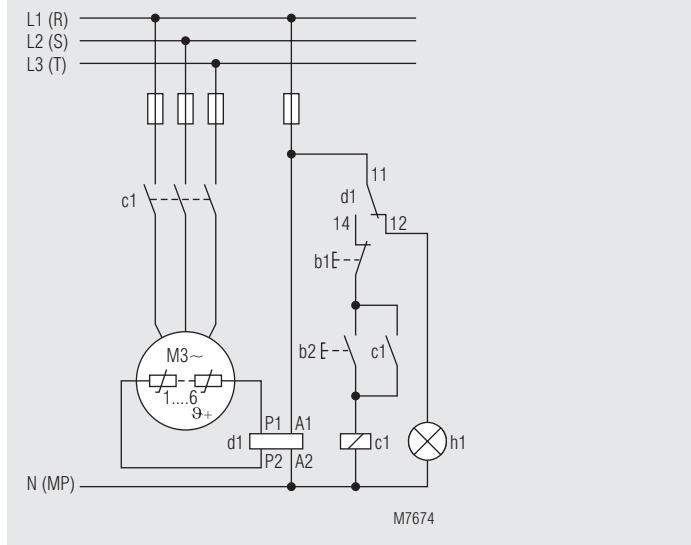 L1 (R)
L2 (S)
L3 (T)
c1
11
d1
14
12
b1
b2
c1
M3~
1....6
ϑ+
P1
A1
d1
P2
A2
c1
h1
N (MP)
M7674